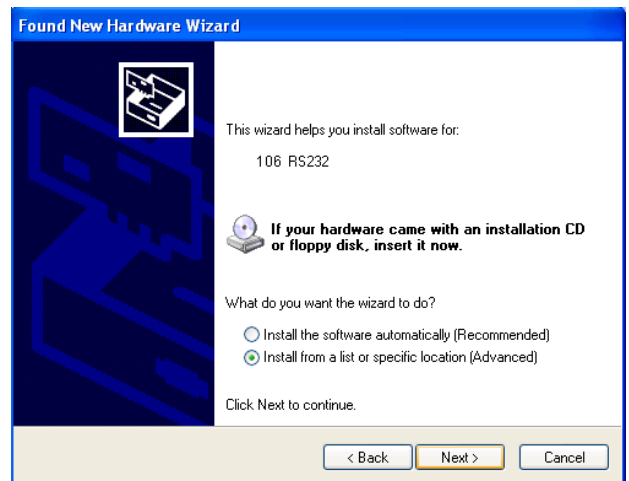 Found New Hardware Wizard
This wizard helps you install software for:
106 RS232
If your hardware came with an installation CD
or floppy disk, insert it now.
What do you want the wizard to do?
Install the software automatically (Recommended)
Install from a list or specific location (Advanced)
Click Next to continue.
< Back
Next >
Cancel